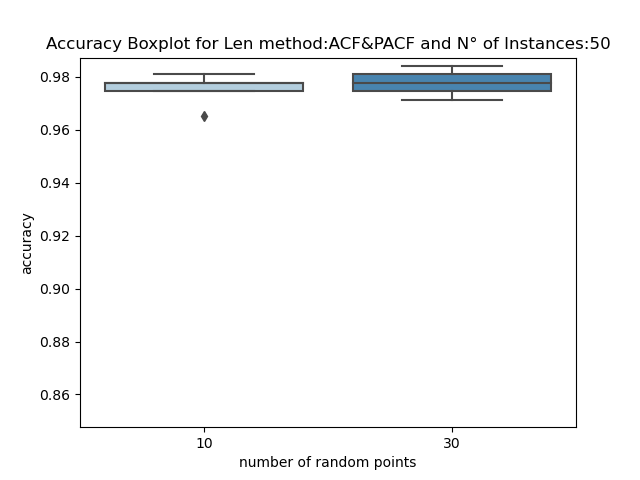 Accuracy Boxplot for Len method:ACF&PACF and N° of Instances:50
0.98
0.96
0.94
0.92
0.90
0.88
0.86
accuracy
10 30
number of random points